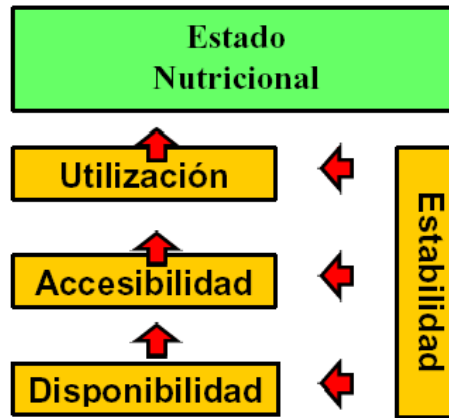 Estado
Nutricional
Utilización
Accesibilidad
Disponibilidad
Estabilidad